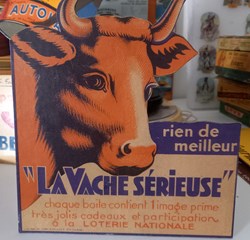 AUTO
rien de
meilleur
"LA VACHE SÉRIEUSE"
chaque boite contient 1 image prime
très jolis cadeaux et participation
à la LOTERIE NATIONALE